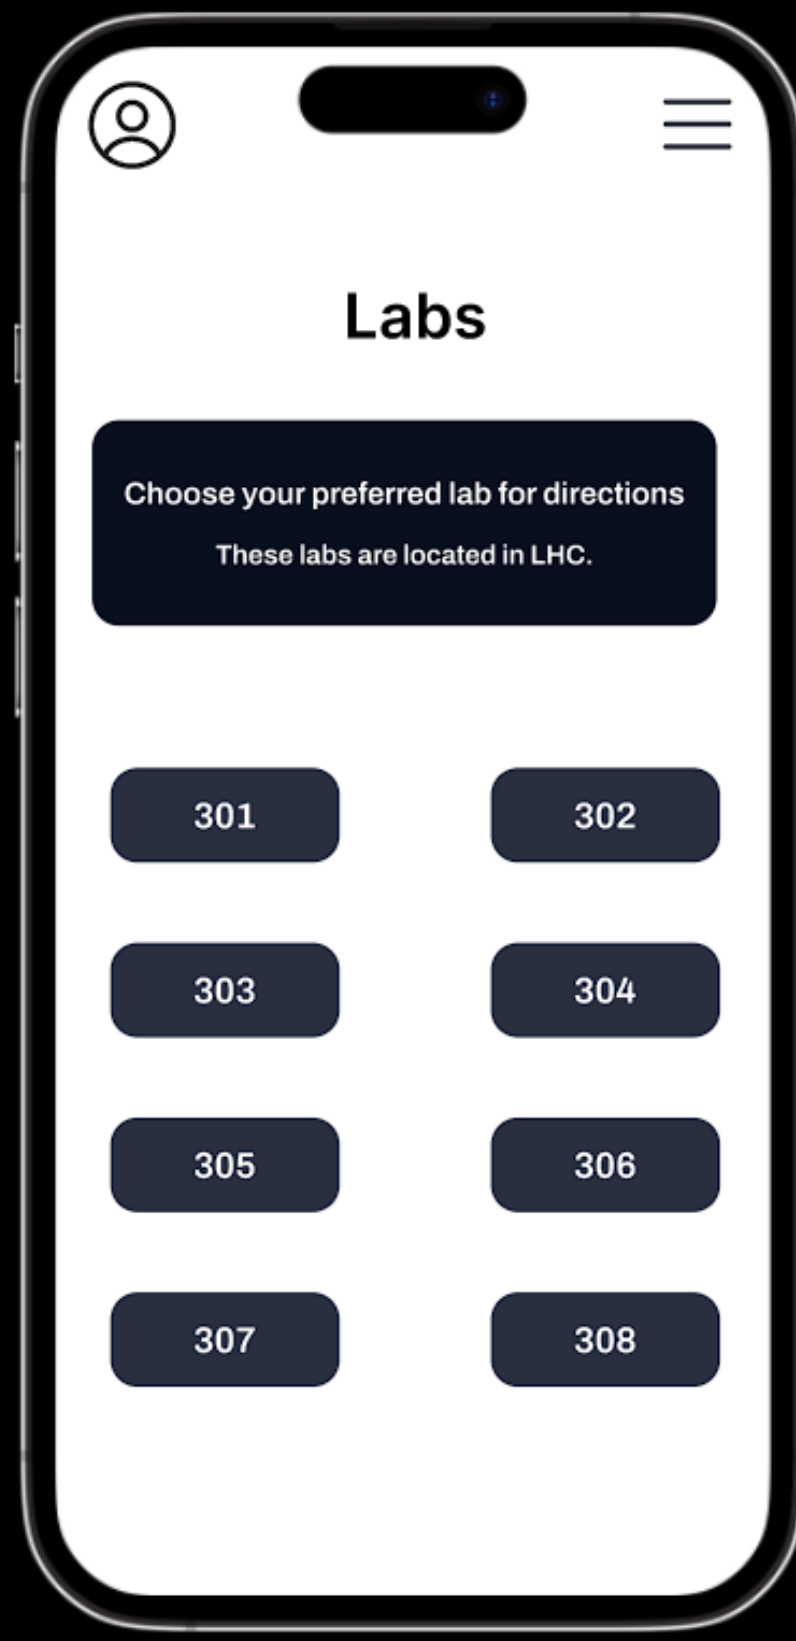 Labs
Choose your preferred lab for directions
These labs are located in LHC.
301
302
303
304
305
306
307
308